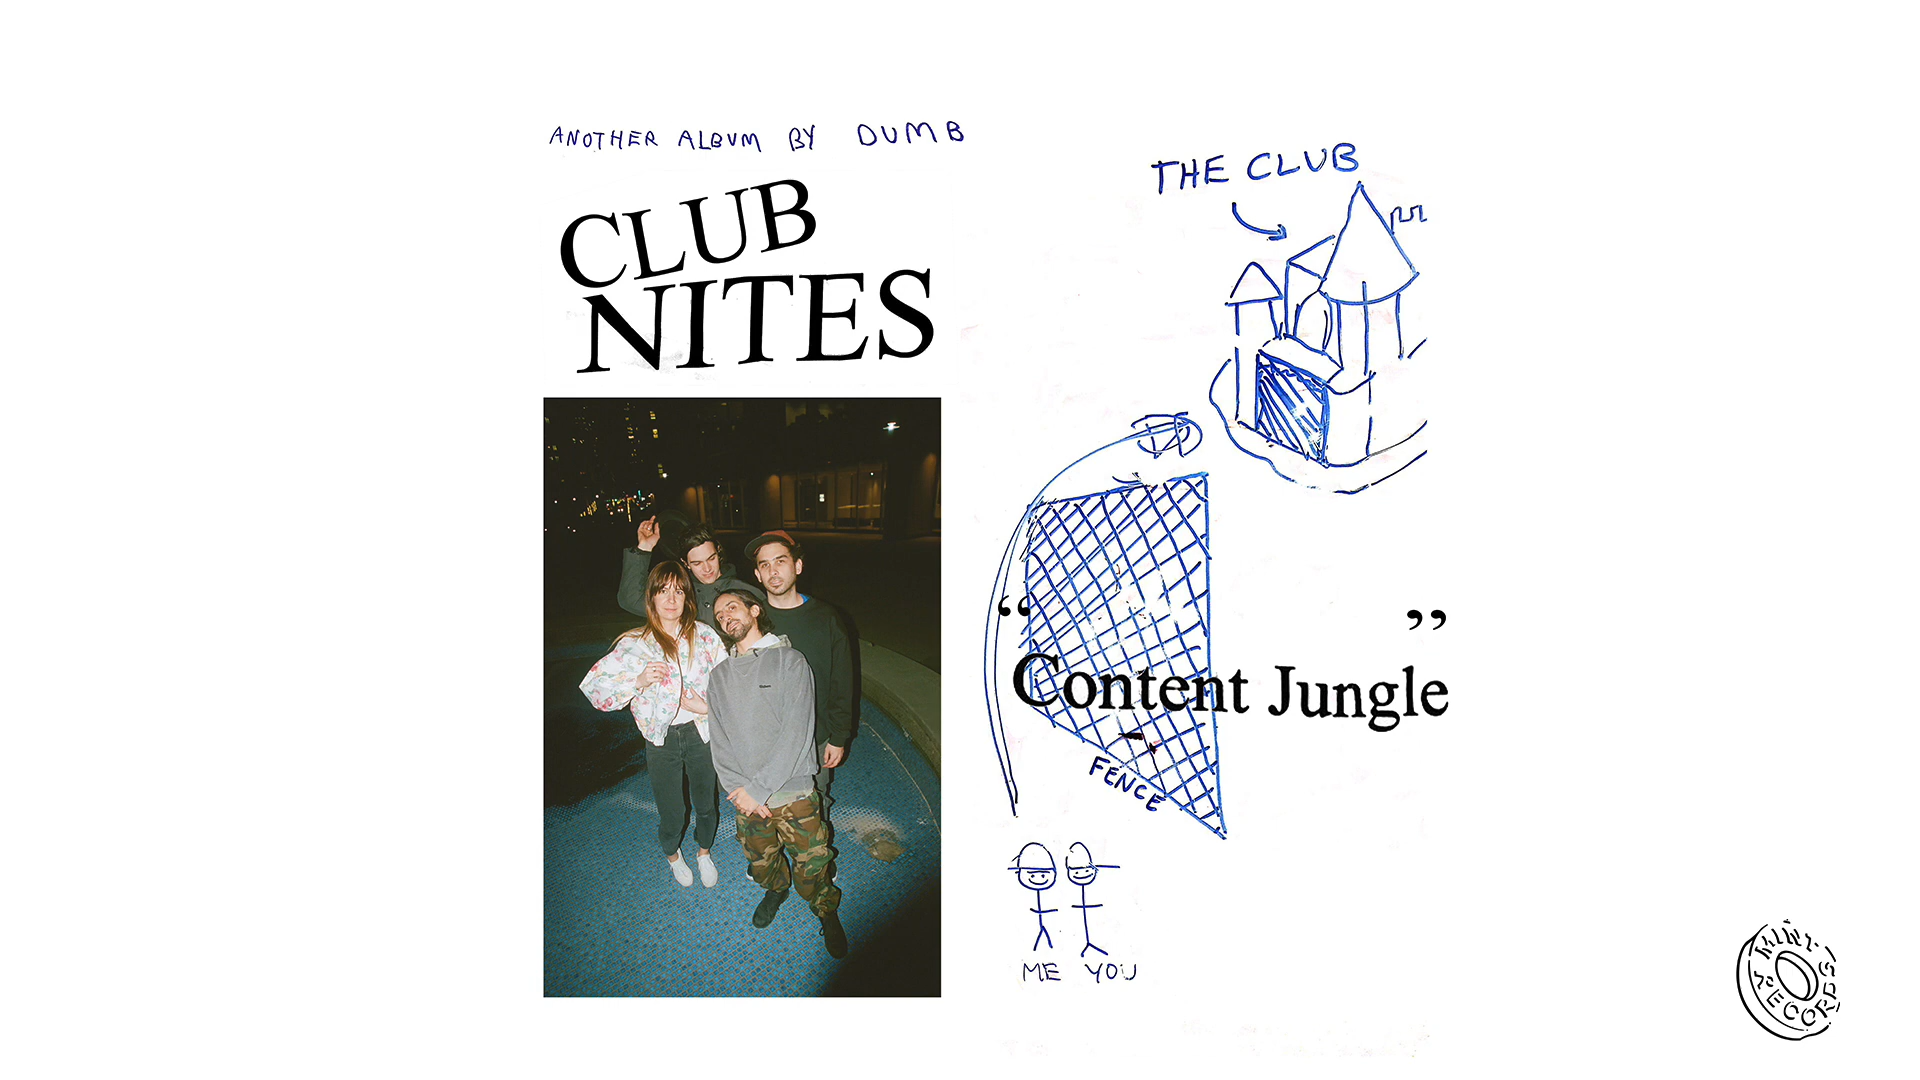 ANOTHER ALBUM BY DUMB
CLUB
NITES
THE CLUB
“Content Jungle”
FENCE
ME YOU
MINT RECORDS